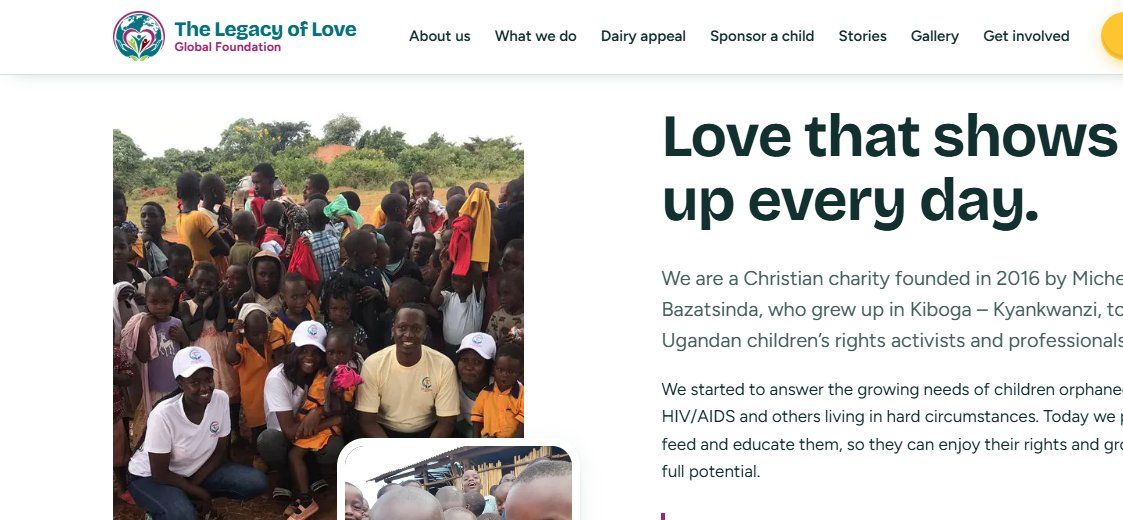 The Legacy of Love
Global Foundation
About us What we do Dairy appeal Sponsor a child Stories Gallery Get involved
Love that shows
up every day.
We are a Christian charity founded in 2016 by
Bazatsinda, who grew up in Kiboga – Kyankwanzi,
Ugandan children’s rights activists and professionals
We started to answer the growing needs of children
HIV/AIDS and others living in hard circumstances. Today we
feed and educate them, so they can enjoy their rights and
full potential.